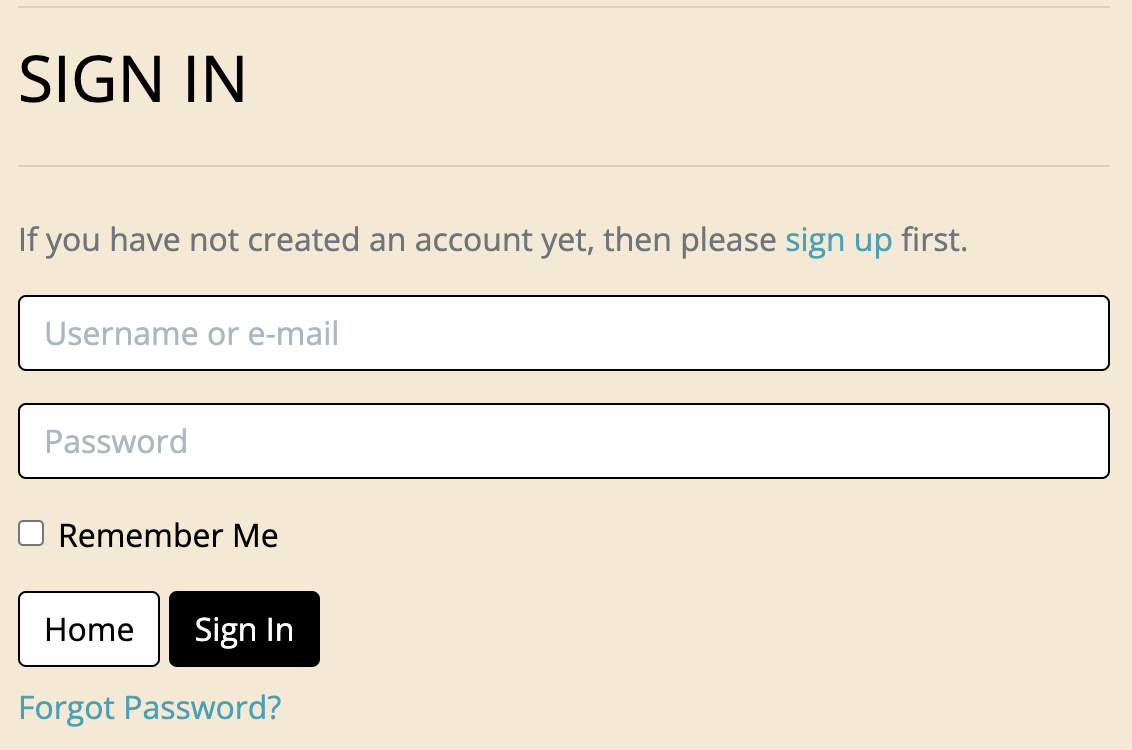 SIGN IN
If you have not created an account yet, then please sign up first.
Username or e-mail
Password
Remember Me
Home Sign In
Forgot Password?